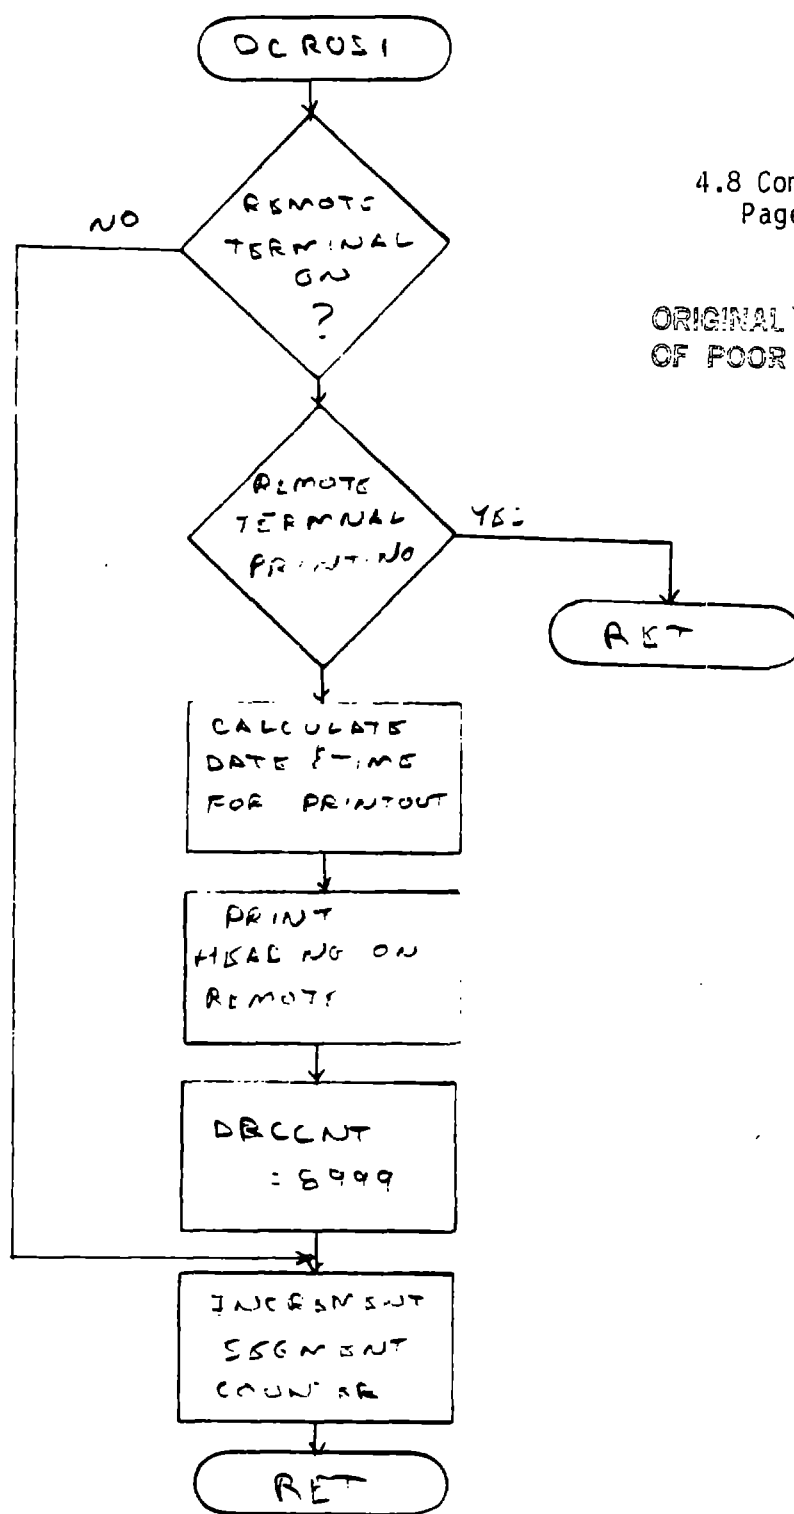 DCROS1
4.8 Con
Page
NO
REMOTE
TERMINAL
ON
?
ORIGINAL
OF POOR
REMOTE
TERMNAL
PRINTING
YES
RET
CALCULATE
DATE & TIME
FOR PRINTOUT
PRINT
HEADING ON
REMOTE
DRCCNT
= 8999
INCREMENT
SEGMENT
COUNTER
RET